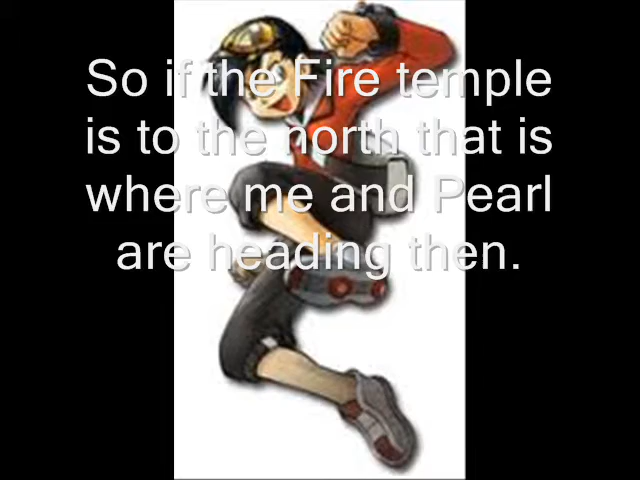 So if the Fire temple
is to the north that is
where me and Pearl
are heading then.